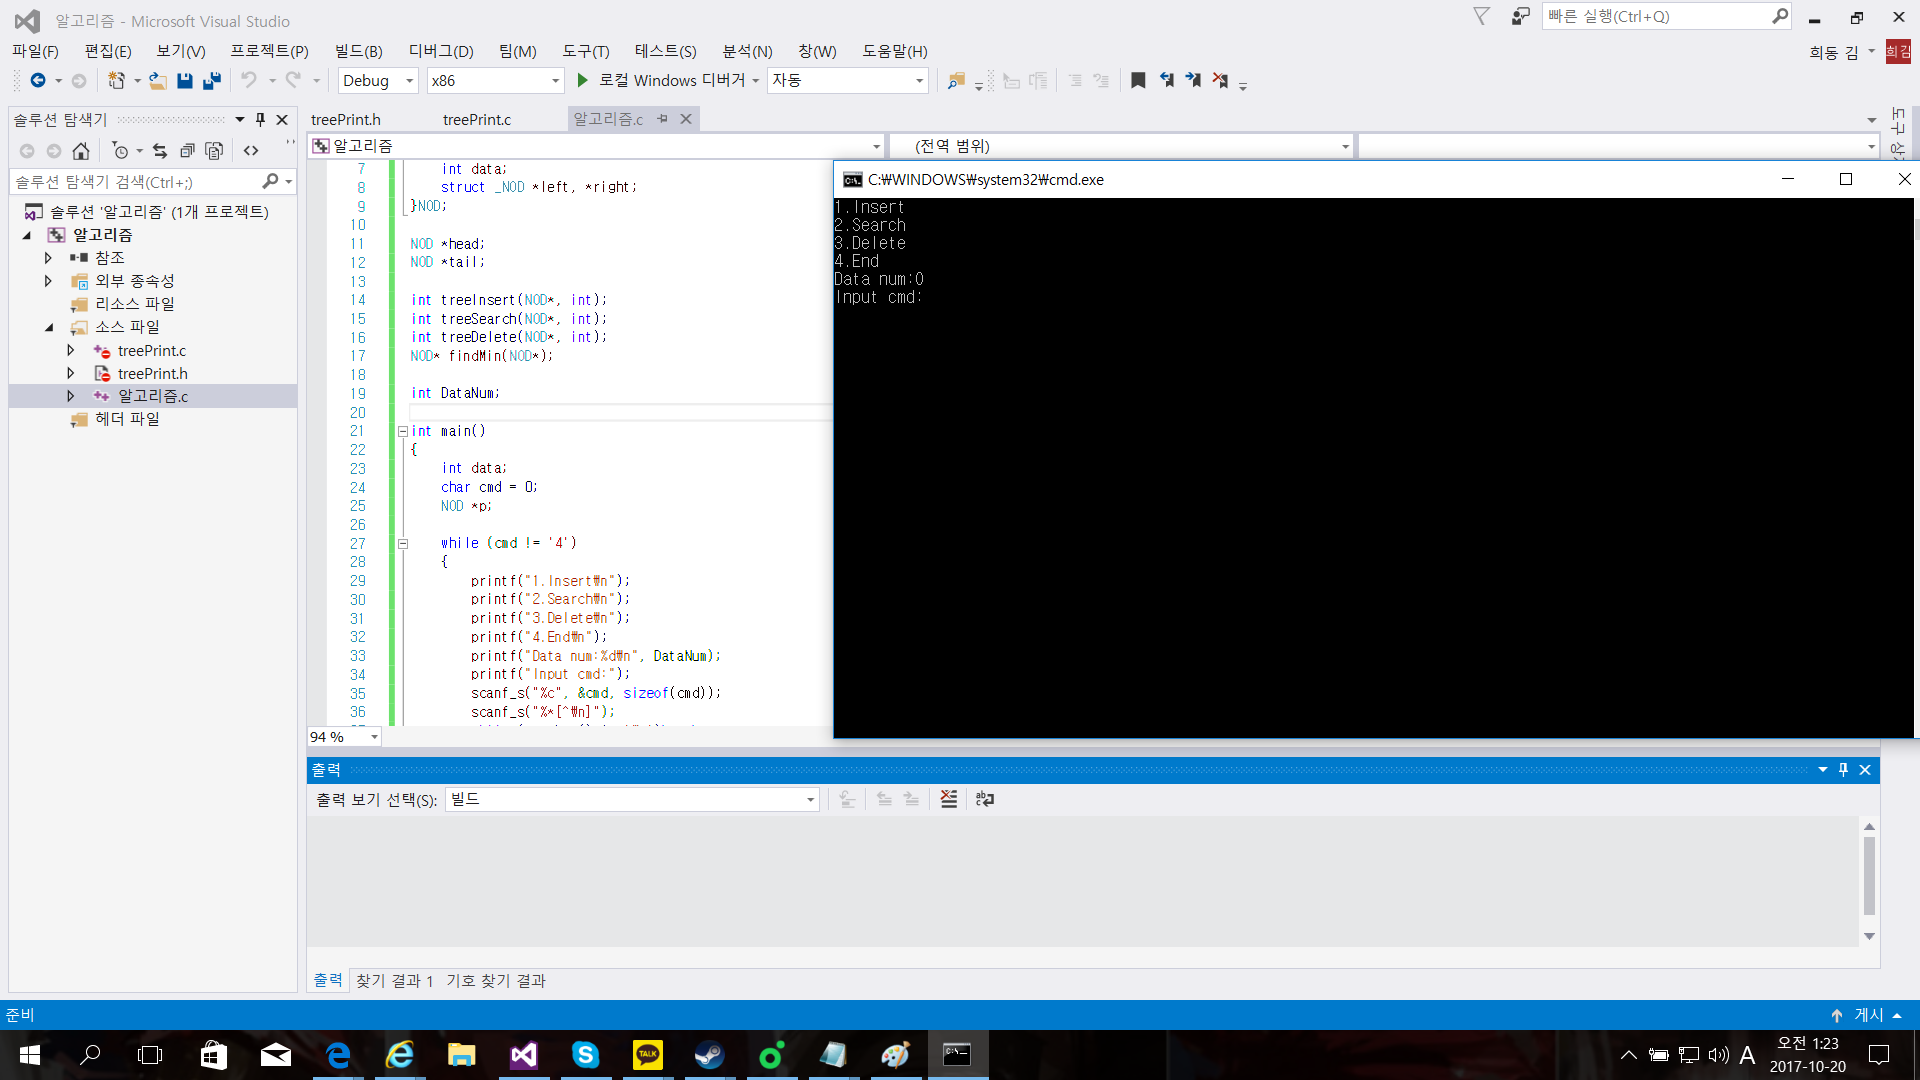 알고리즘 - Microsoft Visual Studio
빠른 실행(Ctrl+Q)
파일(F) 편집(E) 보기(V) 프로젝트(P) 빌드(B) 디버그(D) 팀(M) 도구(T) 테스트(S) 분석(N) 창(W) 도움말(H)
희동 김 희김
Debug x86 로컬 Windows 디버거 자동
솔루션 탐색기
솔루션 탐색기 검색(Ctrl+;)
솔루션 '알고리즘' (1개 프로젝트)
알고리즘
참조
외부 종속성
리소스 파일
소스 파일
treePrint.c
treePrint.h
알고리즘.c
헤더 파일
treePrint.h treePrint.c 알고리즘.c
알고리즘 (전역 범위)
7 int data;
8 struct _NOD *left, *right;
9 }NOD;
10
11 NOD *head;
12 NOD *tail;
13
14 int treeInsert(NOD*, int);
15 int treeSearch(NOD*, int);
16 int treeDelete(NOD*, int);
17 NOD* findMin(NOD*);
18
19 int DataNum;
20
21 int main()
22 {
23 int data;
24 char cmd = 0;
25 NOD *p;
26
27 while (cmd != '4')
28 {
29 printf("1.Insert₩n");
30 printf("2.Search₩n");
31 printf("3.Delete₩n");
32 printf("4.End₩n");
33 printf("Data num:%d₩n", DataNum);
34 printf("Input cmd:");
35 scanf_s("%c", &cmd, sizeof(cmd));
36 scanf_s("%*[^₩n]");
94 %
C:₩WINDOWS₩system32₩cmd.exe
1.Insert
2.Search
3.Delete
4.End
Data num:0
Input cmd:
출력
출력 보기 선택(S): 빌드
출력 찾기 결과 1 기호 찾기 결과
준비
게시
TALK
A
오전 1:23
2017-10-20